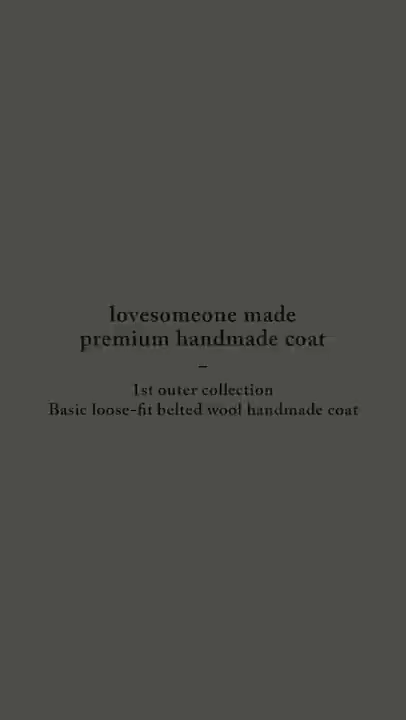 lovesomeone made
premium handmade coat
–
1st outer collection
Basic loose-fit belted wool handmade coat